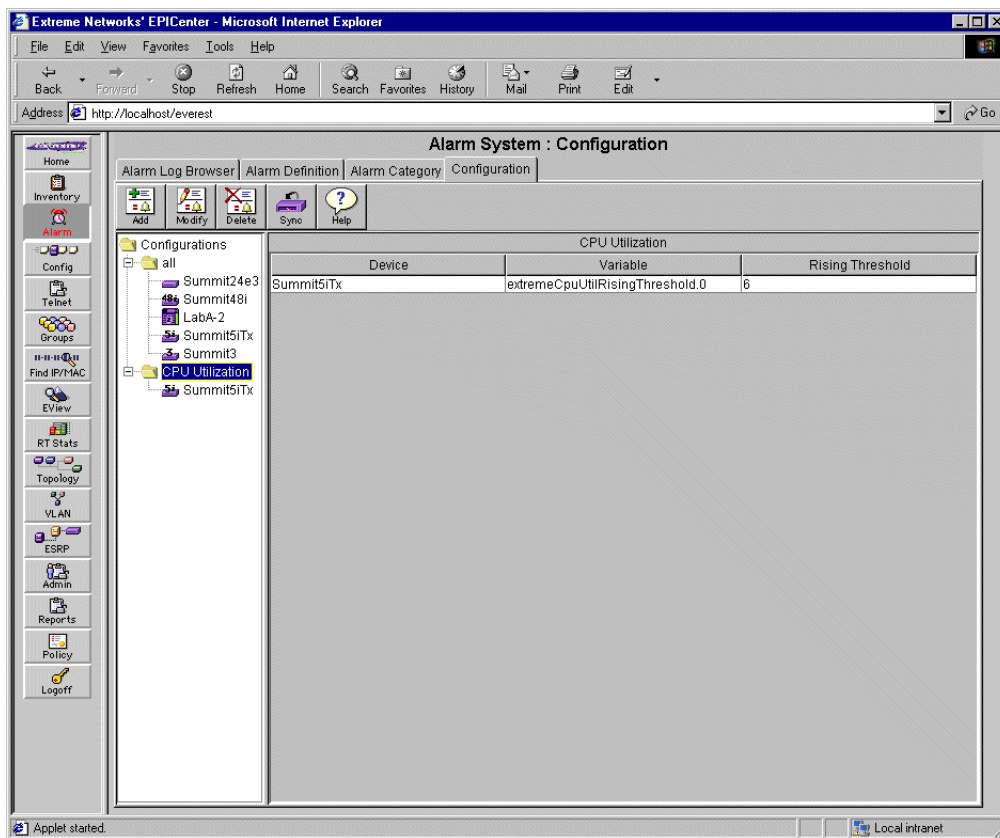 Extreme Networks' EPICenter - Microsoft Internet Explorer
File Edit View Favorites Tools Help
Back Forward Stop Refresh Home Search Favorites History Mail Print Edit
Address http://localhost/everest Go
Alarm System : Configuration
Alarm Log Browser Alarm Definition Alarm Category Configuration
Add Modify Delete Sync Help
Home
Inventory
Alarm
Config
Telnet
Groups
Find IP/MAC
EView
RT Stats
Topology
VLAN
ESRP
Admin
Reports
Policy
Logoff
Configurations
all
Summit24e3
48i Summit48i
LabA-2
5i Summit5iTx
3 Summit3
CPU Utilization
5i Summit5iTx
CPU Utilization
Device Variable Rising Threshold
Summit5iTx extremeCpuUtilRisingThreshold.0 6
Applet started. Local intranet